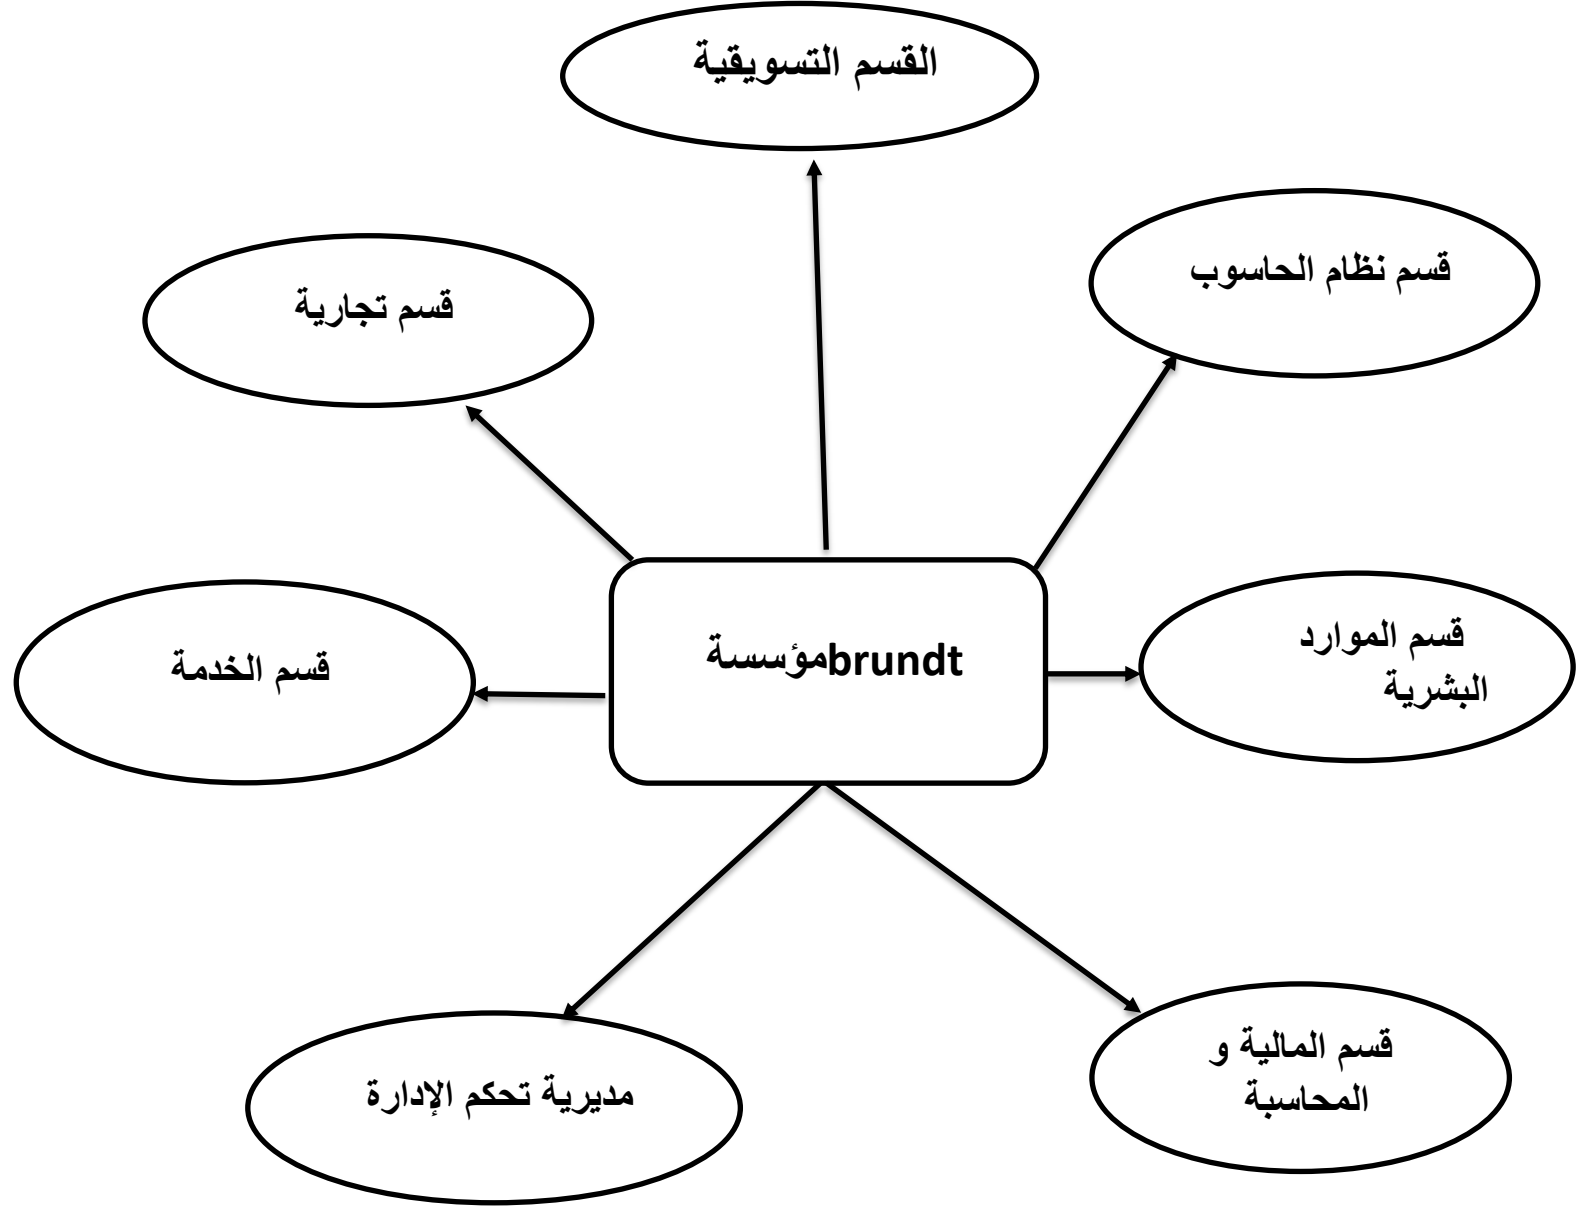 القسم التسويقية
قسم نظام الحاسوب
قسم تجارية
قسم الموارد
البشرية
مؤسسةbrundt
قسم الخدمة
قسم المالية و
المحاسبة
مديرية تحكم الإدارة